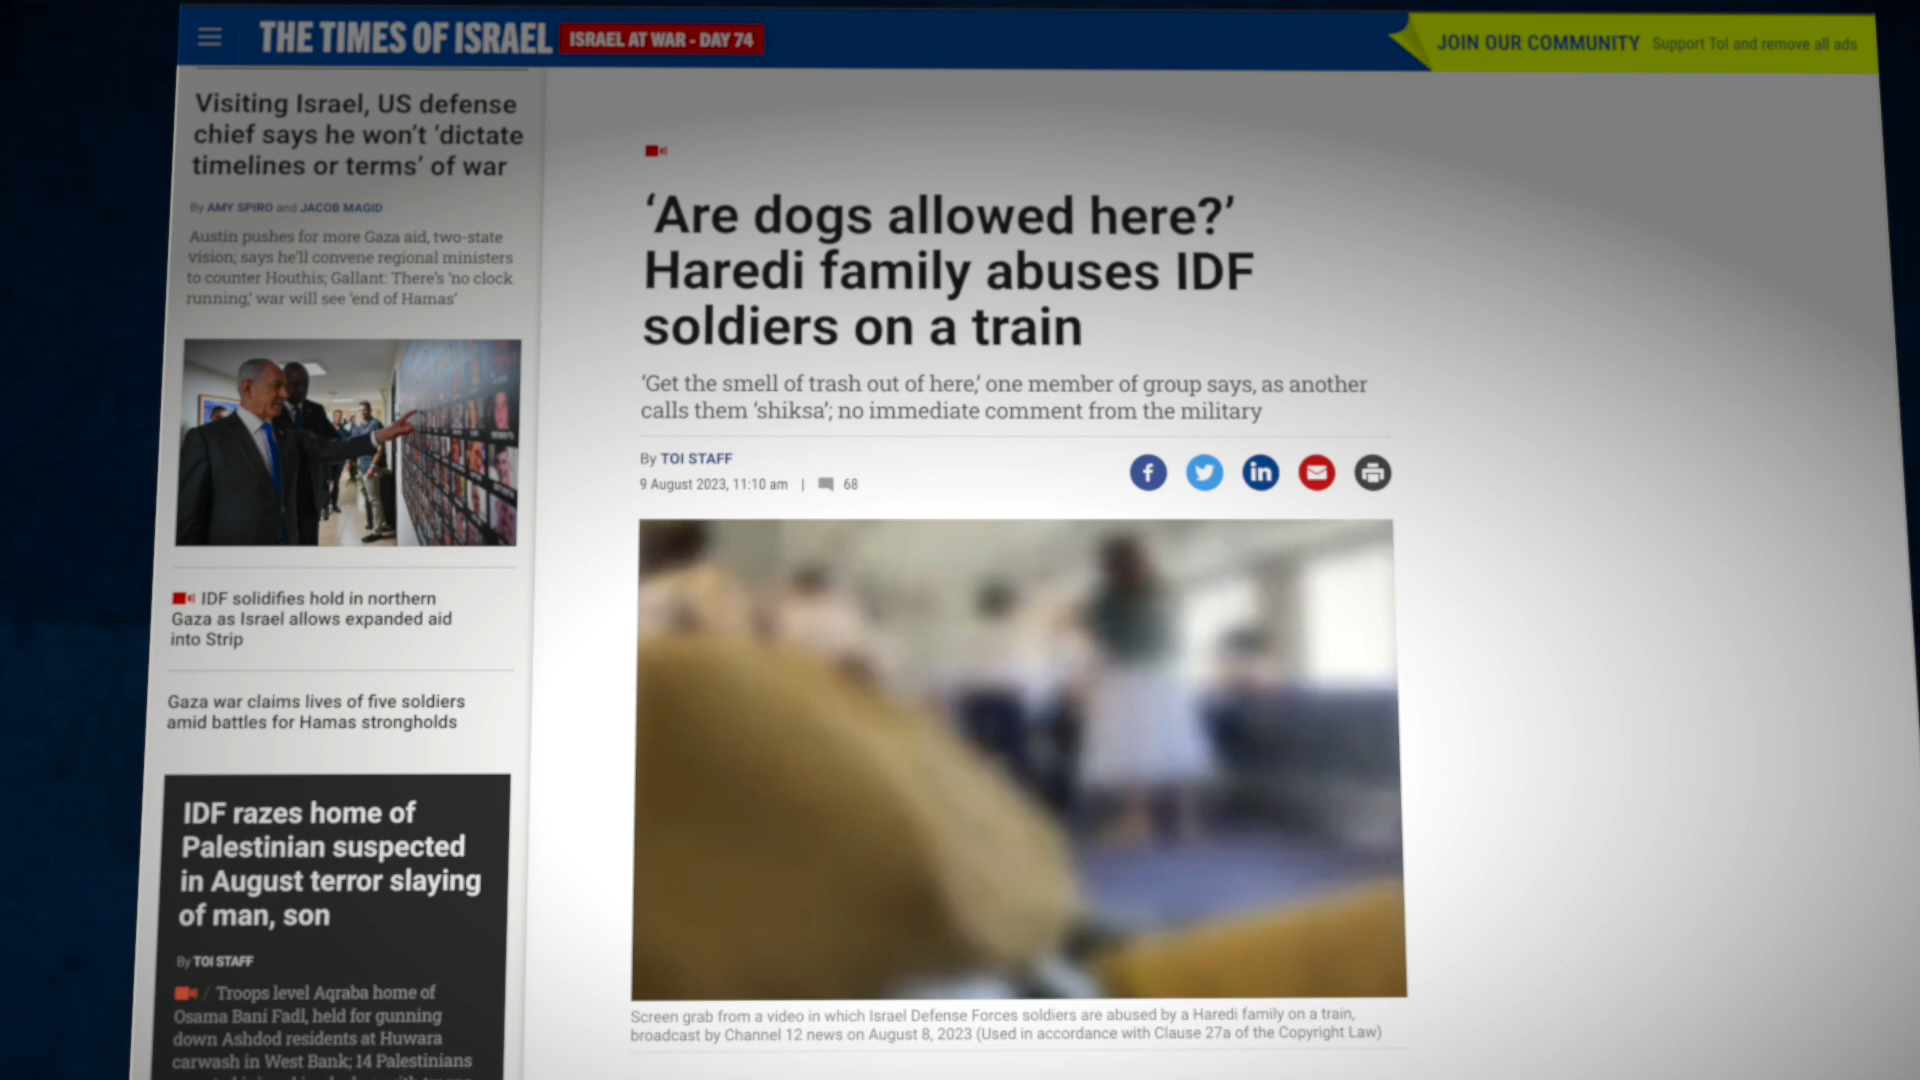 THE TIMES OF ISRAEL
ISRAEL AT WAR - DAY 74
JOIN OUR COMMUNITY Support ToI and remove all ads
Visiting Israel, US defense
chief says he won't ‘dictate
timelines or terms’ of war
By AMY SPIRO and JACOB MAGID
Austin pushes for more Gaza aid, two-state
vision; says he'll convene regional ministers
to counter Houthis; Gallant: There's ‘no clock
running,’ war will see ‘end of Hamas’
IDF solidifies hold in northern
Gaza as Israel allows expanded aid
into Strip
Gaza war claims lives of five soldiers
amid battles for Hamas strongholds
IDF razes home of
Palestinian suspected
in August terror slaying
of man, son
By TOI STAFF
/ Troops level Aqraba home of
Osama Bani Fadl, held for gunning
down Ashdod residents at Huwara
carwash in West Bank; 14 Palestinians
‘Are dogs allowed here?’
Haredi family abuses IDF
soldiers on a train
‘Get the smell of trash out of here,’ one member of group says, as another
calls them ‘shiksa’; no immediate comment from the military
By TOI STAFF
9 August 2023, 11:10 am | 68
Screen grab from a video in which Israel Defense Forces soldiers are abused by a Haredi family on a train,
broadcast by Channel 12 news on August 8, 2023 (Used in accordance with Clause 27a of the Copyright Law)